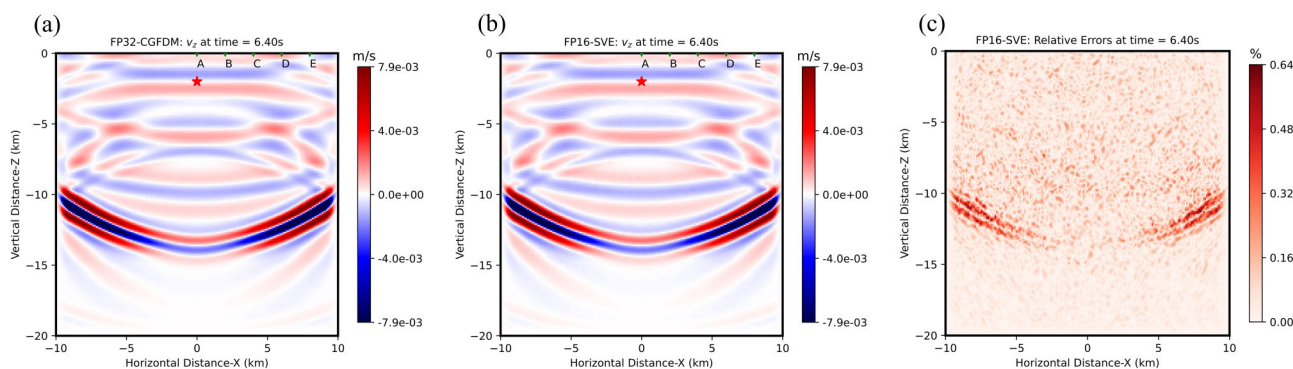 (a)
FP32-CGFDM: v_z at time = 6.40s
m/s
0
−5
−10
−15
−20
Vertical Distance-Z (km)
A B C D E
−10 −5 0 5 10
Horizontal Distance-X (km)
7.9e-03
4.0e-03
0.0e+00
-4.0e-03
-7.9e-03
(b)
FP16-SVE: v_z at time = 6.40s
m/s
0
−5
−10
−15
−20
Vertical Distance-Z (km)
A B C D E
−10 −5 0 5 10
Horizontal Distance-X (km)
7.9e-03
4.0e-03
0.0e+00
-4.0e-03
-7.9e-03
(c)
FP16-SVE: Relative Errors at time = 6.40s
%
0
−5
−10
−15
−20
Vertical Distance-Z (km)
−10 −5 0 5 10
Horizontal Distance-X (km)
0.64
0.48
0.32
0.16
0.00